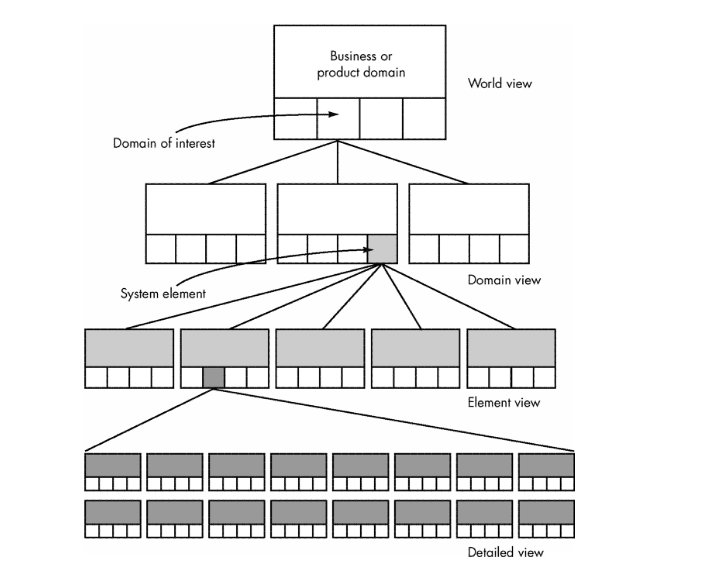 Business or
product domain
World view
Domain of interest
Domain view
System element
Element view
Detailed view